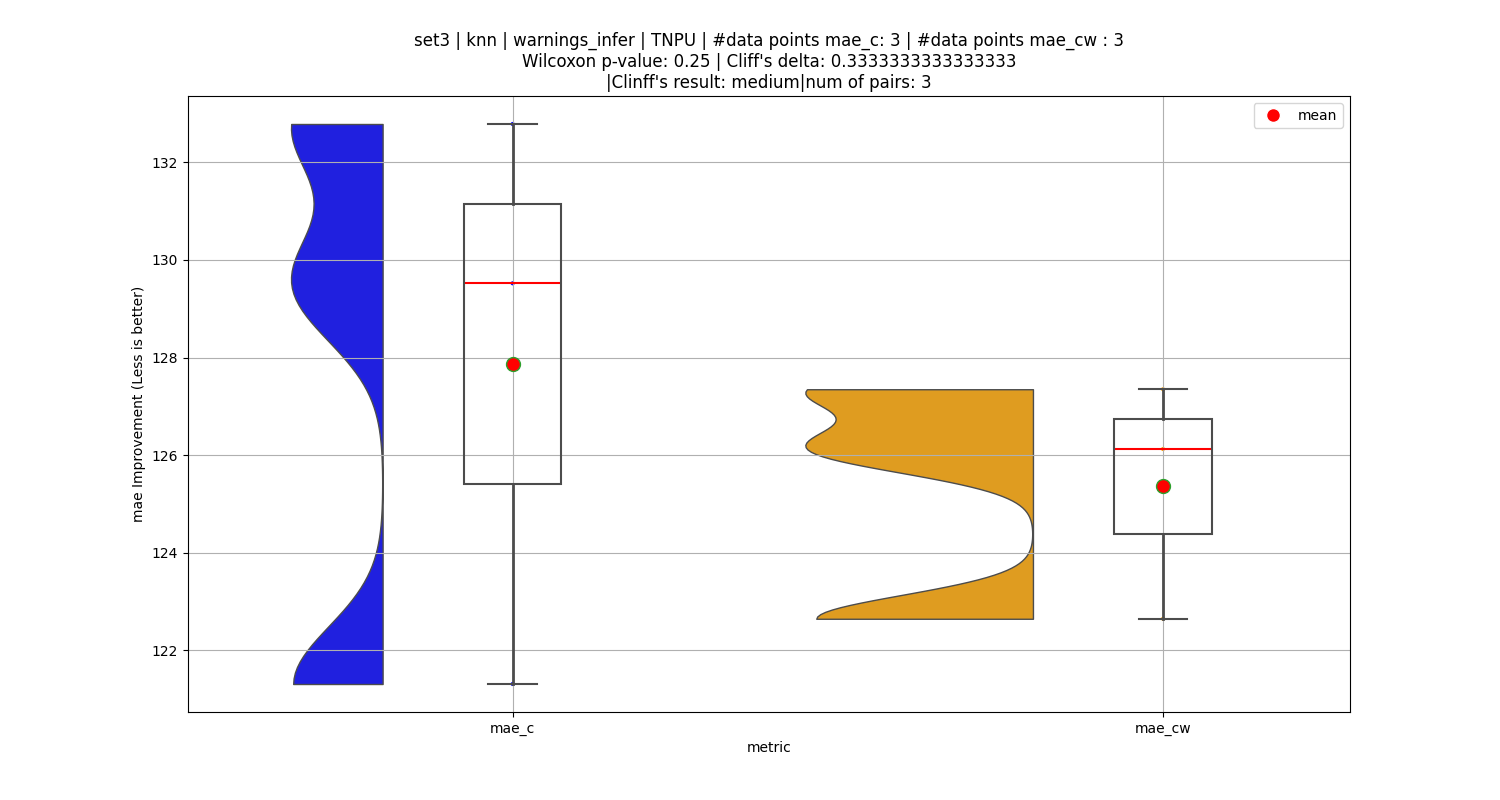 set3 | knn | warnings_infer | TNPU | #data points mae_c: 3 | #data points mae_cw : 3
Wilcoxon p-value: 0.25 | Cliff's delta: 0.3333333333333333
|Clinff's result: medium|num of pairs: 3
mean
132
130
128
126
124
122
mae Improvement (Less is better)
mae_c
mae_cw
metric